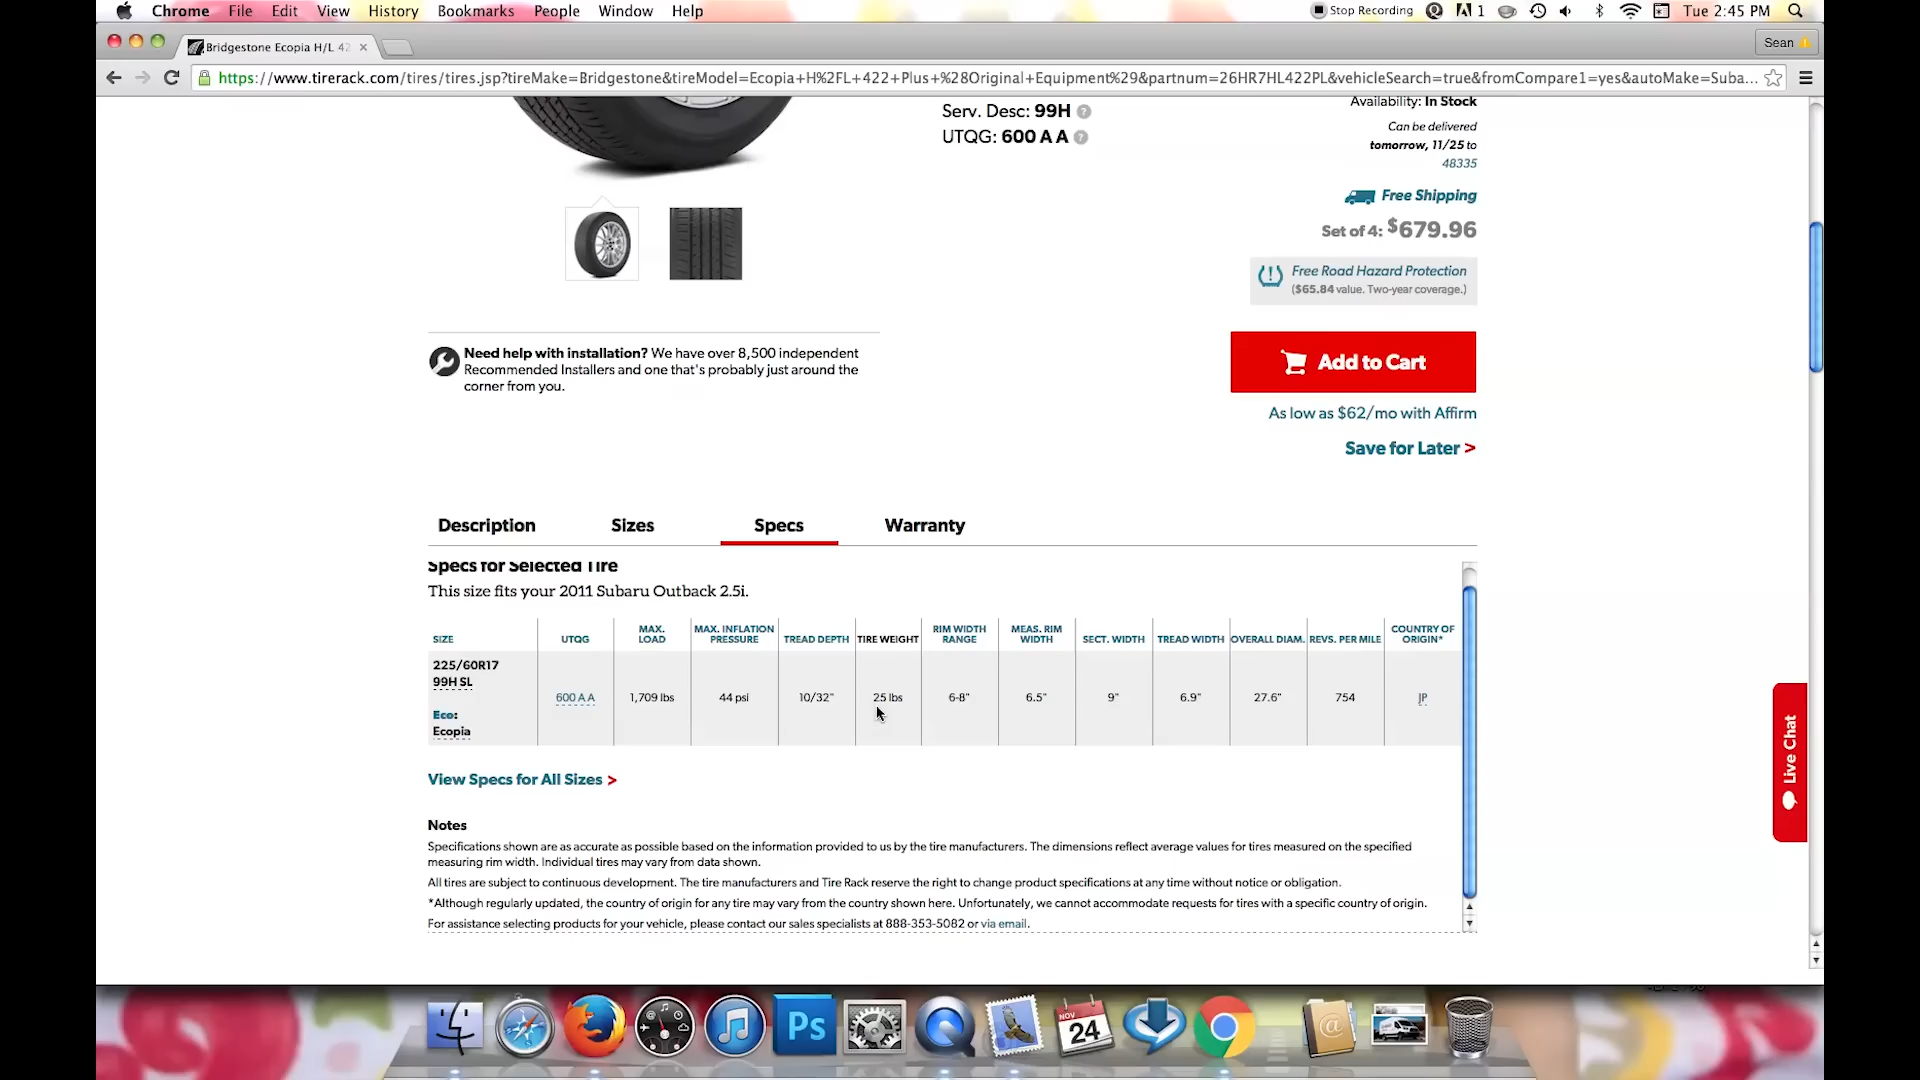 Chrome File Edit View History Bookmarks People Window Help
Stop Recording 1 Tue 2:45 PM
Bridgestone Ecopia H/L 42
Sean
https://www.tirerack.com/tires/tires.jsp?tireMake=Bridgestone&tireModel=Ecopia+H%2FL+422+Plus+%28Original+Equipment%29&partnum=26HR7HL422PL&vehicleSearch=true&fromCompare1=yes&autoMake=Suba...
Serv. Desc: 99H ?
UTQG: 600 A A ?
Availability: In Stock
Can be delivered
tomorrow, 11/25 to
48335
Free Shipping
Set of 4: $679.96
Free Road Hazard Protection
($65.84 value. Two-year coverage.)
Need help with installation? We have over 8,500 independent
Recommended Installers and one that's probably just around the
corner from you.
Add to Cart
As low as $62/mo with Affirm
Save for Later >
Description Sizes Specs Warranty
Specs for Selected Tire
This size fits your 2011 Subaru Outback 2.5i.
SIZE UTQG MAX. LOAD MAX. INFLATION PRESSURE TREAD DEPTH TIRE WEIGHT RIM WIDTH RANGE MEAS. RIM WIDTH SECT. WIDTH TREAD WIDTH OVERALL DIAM. REVS. PER MILE COUNTRY OF ORIGIN*
225/60R17
99H SL
600 A A 1,709 lbs 44 psi 10/32" 25 lbs 6-8" 6.5" 9" 6.9" 27.6" 754 JP
Eco:
Ecopia
View Specs for All Sizes >
Live Chat
Notes
Specifications shown are as accurate as possible based on the information provided to us by the tire manufacturers. The dimensions reflect average values for tires measured on the specified
measuring rim width. Individual tires may vary from data shown.
All tires are subject to continuous development. The tire manufacturers and Tire Rack reserve the right to change product specifications at any time without notice or obligation.
*Although regularly updated, the country of origin for any tire may vary from the country shown here. Unfortunately, we cannot accommodate requests for tires with a specific country of origin.
For assistance selecting products for your vehicle, please contact our sales specialists at 888-353-5082 or via email.
Ps
NOV
24